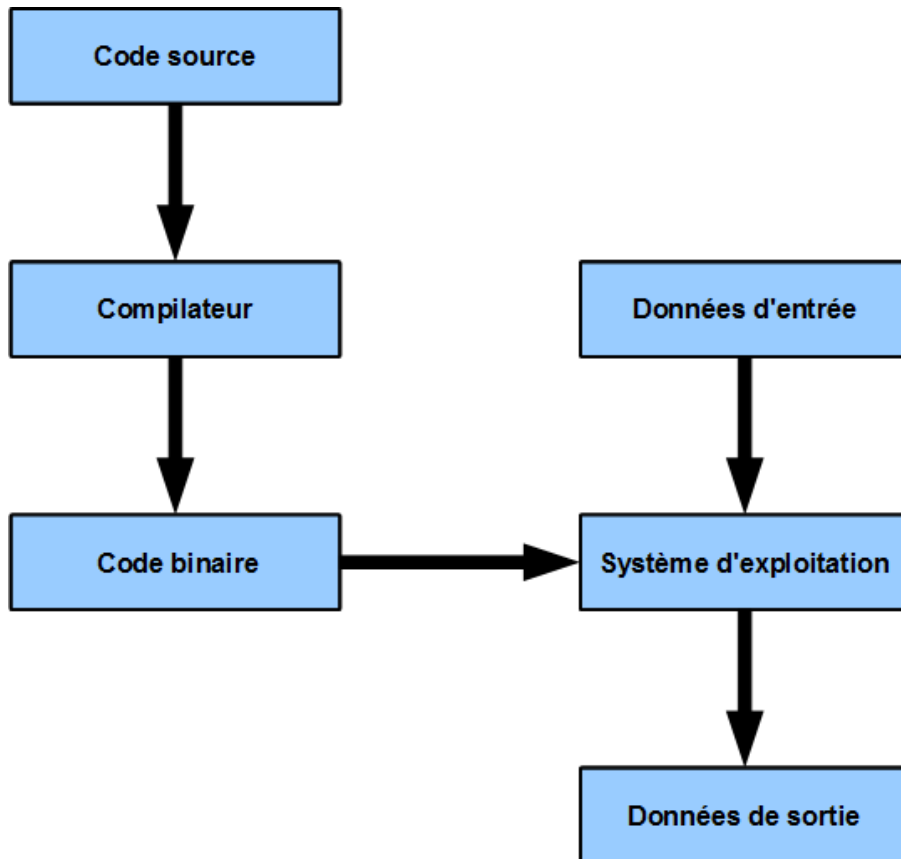 Code source
Compilateur
Données d'entrée
Code binaire
Système d'exploitation
Données de sortie